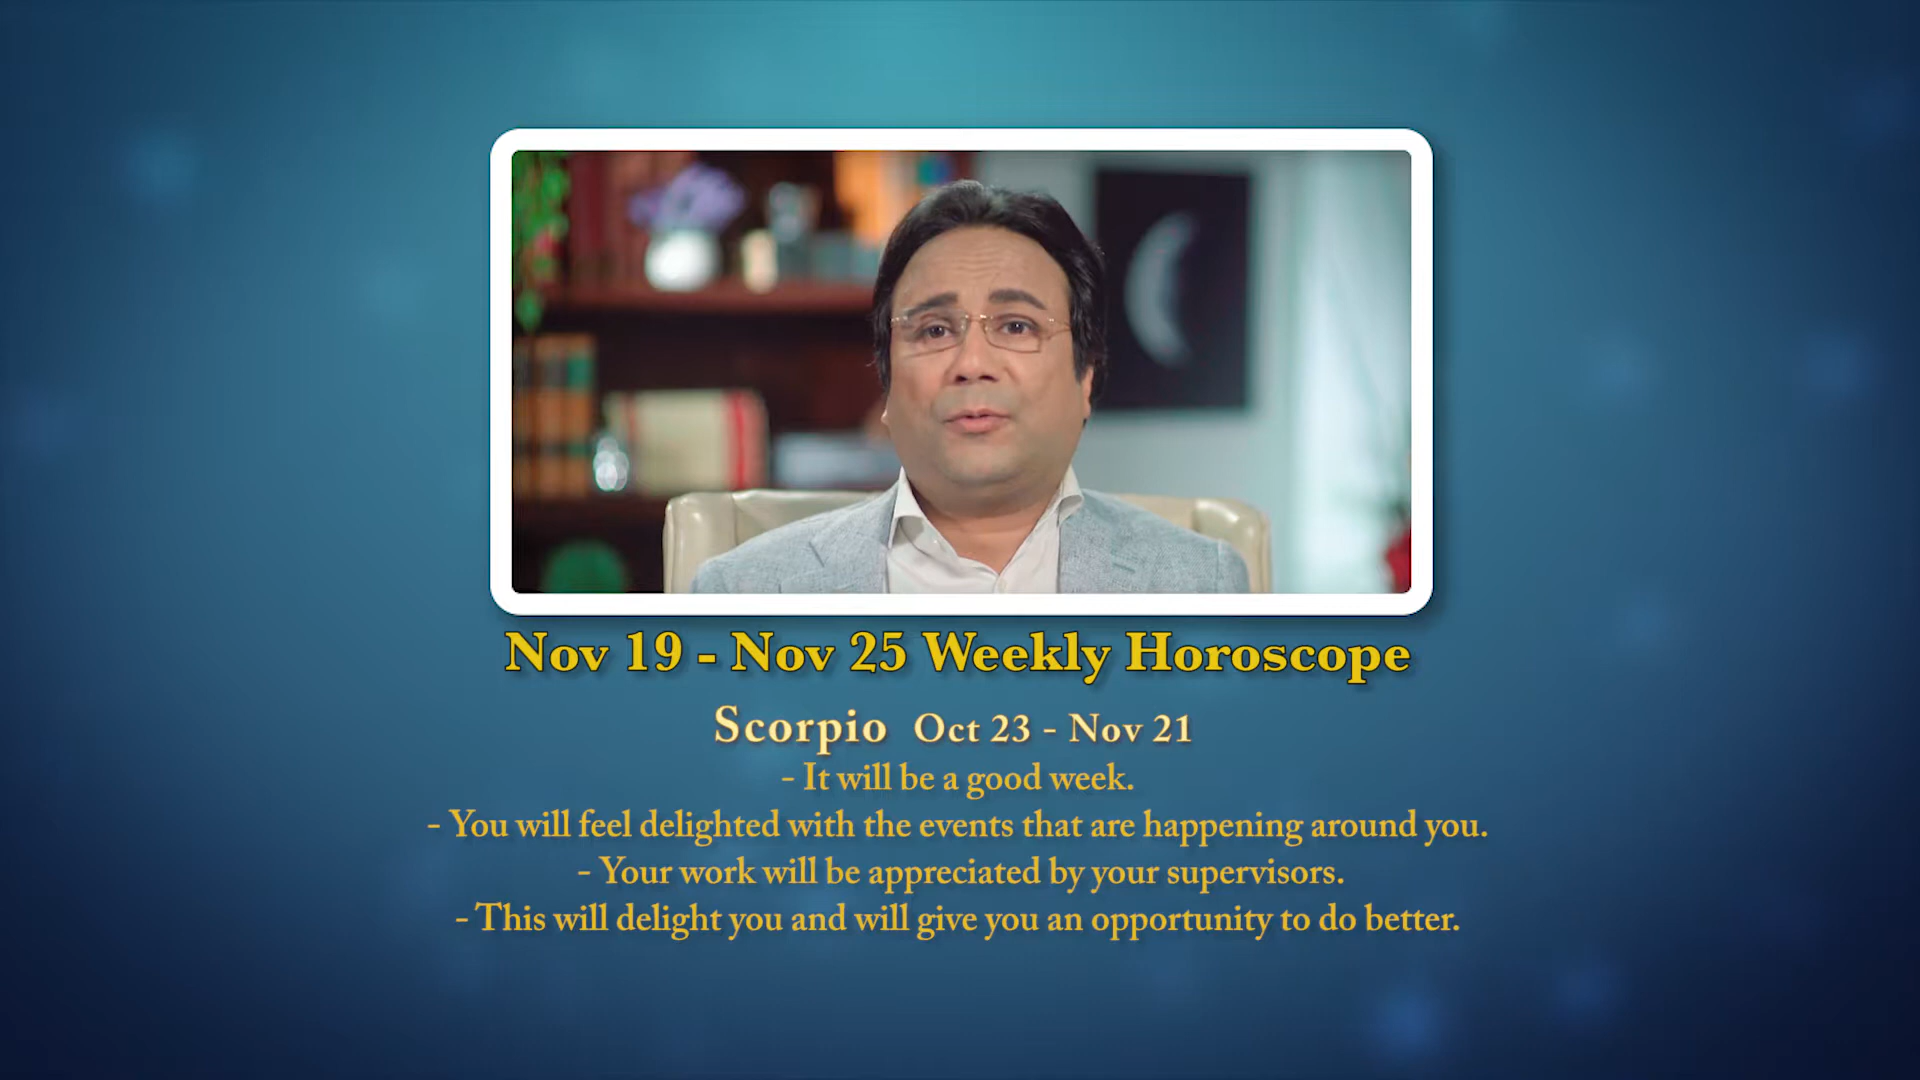 Nov 19 - Nov 25 Weekly Horoscope
Scorpio Oct 23 - Nov 21
- It will be a good week.
- You will feel delighted with the events that are happening around you.
- Your work will be appreciated by your supervisors.
- This will delight you and will give you an opportunity to do better.